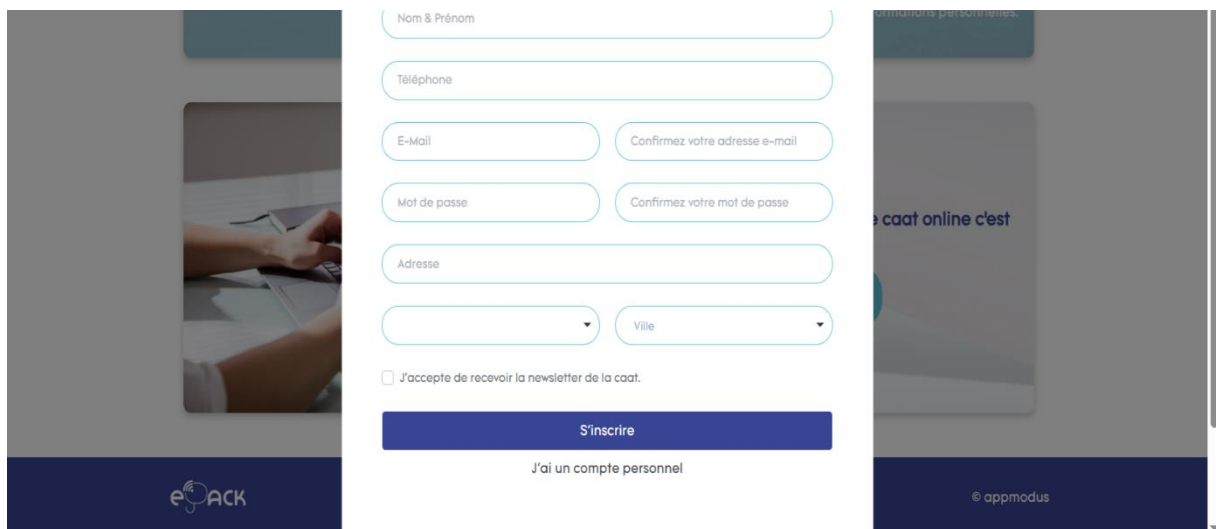 Nom & Prénom
ormations personnelles.
Téléphone
E-Mail
Confirmez votre adresse e-mail
Mot de passe
Confirmez votre mot de passe
e caat online c'est
Adresse
Ville
J'accepte de recevoir la newsletter de la caat.
S'inscrire
J'ai un compte personnel
ePACK
© appmodus